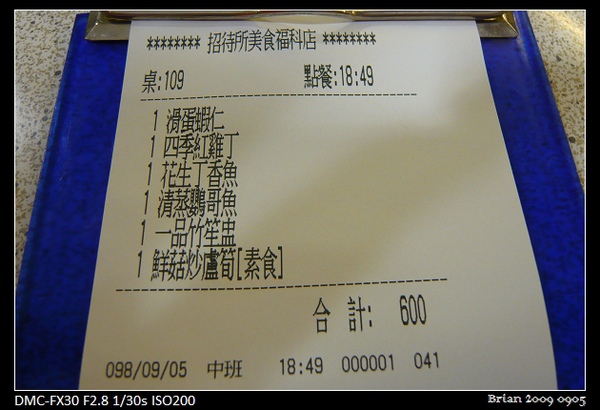 ******** 招待所美食福科店 ********
桌:109 點餐:18:49
1 滑蛋蝦仁
1 四季紅雞丁
1 花生丁香魚
1 清蒸鸚哥魚
1 一品竹笙盅
1 鮮菇炒蘆筍[素食]
合 計: 600
098/09/05 中班 18:49 000001 041
DMC-FX30 F2.8 1/30s ISO200
Brian 2009 0905